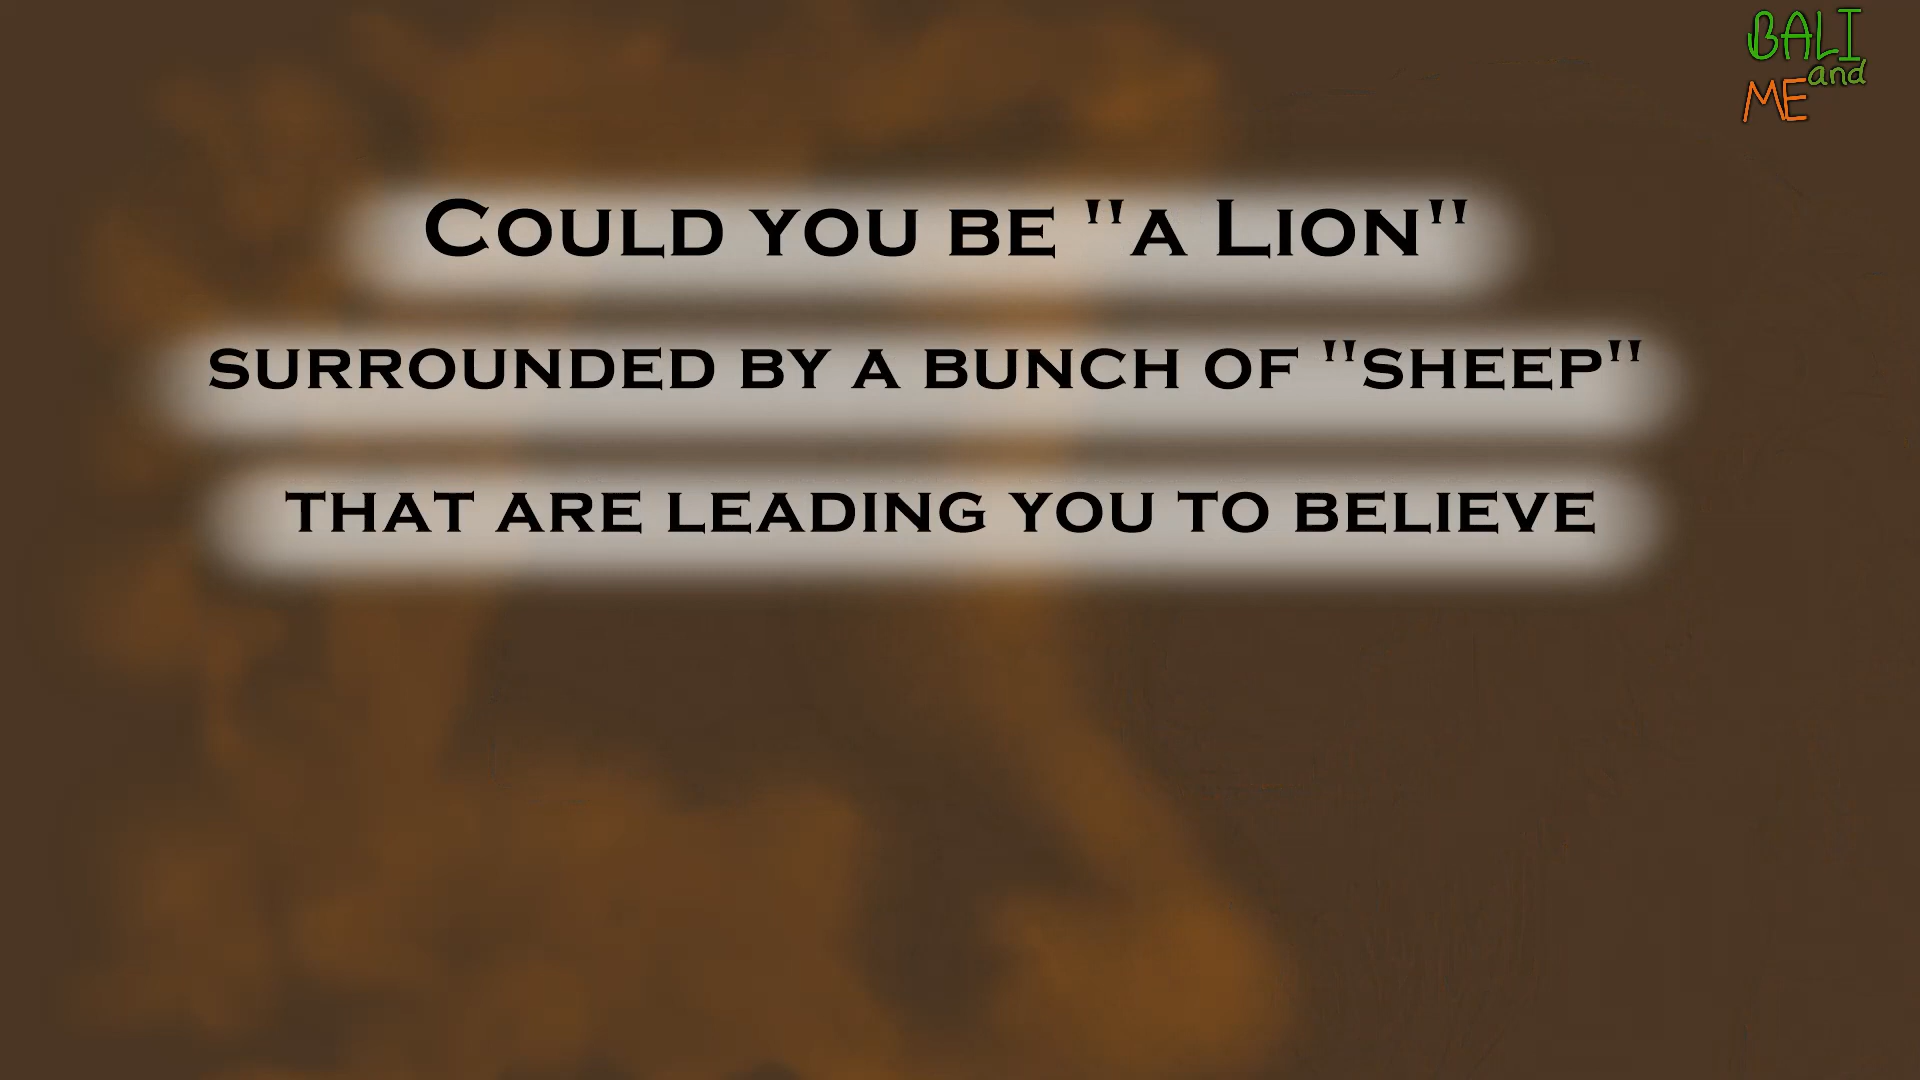 BALI
and
ME
Could you be "a Lion"
surrounded by a bunch of "sheep"
that are leading you to believe